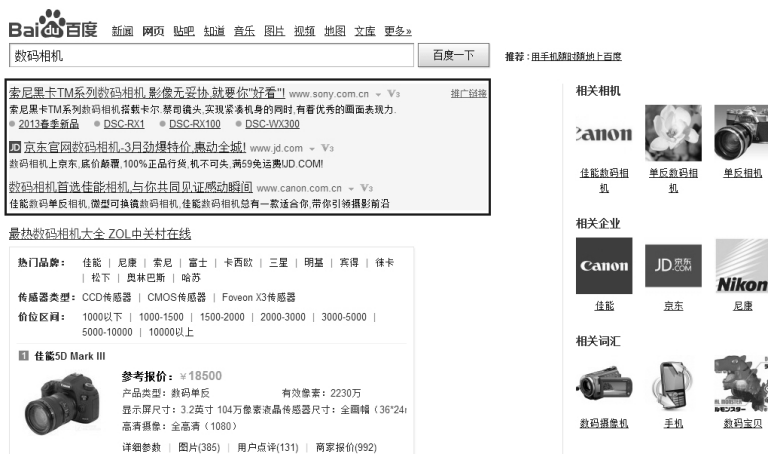 Bai du 百度
新闻 网页 贴吧 知道 音乐 图片 视频 地图 文库 更多»
数码相机 百度一下 推荐：用手机随时随地上百度
索尼黑卡TM系列数码相机,影像无妥协,就要你"好看"! www.sony.com.cn V3 推广链接
索尼黑卡TM系列数码相机搭载卡尔.蔡司镜头,实现紧凑机身的同时,有着优秀的画面表现力.
2013春季新品 DSC-RX1 DSC-RX100 DSC-WX300
JD 京东官网数码相机-3月劲爆特价,惠动全城! www.jd.com V3
数码相机上京东,底价颠覆,100%正品行货,机不可失,满59免运费!JD.COM!
数码相机首选佳能相机,与你共同见证感动瞬间 www.canon.com.cn V3
佳能数码单反相机,微型可换镜数码相机,佳能数码相机总有一款适合你,带你引领摄影前沿
最热数码相机大全 ZOL中关村在线
热门品牌： 佳能 | 尼康 | 索尼 | 富士 | 卡西欧 | 三星 | 明基 | 宾得 | 徕卡
| 松下 | 奥林巴斯 | 哈苏
传感器类型： CCD传感器 | CMOS传感器 | Foveon X3传感器
价位区间： 1000以下 | 1000-1500 | 1500-2000 | 2000-3000 | 3000-5000 |
5000-10000 | 10000以上
1 佳能5D Mark III
参考报价：￥18500
产品类型：数码单反 有效像素：2230万
显示屏尺寸：3.2英寸 104万像素液晶传感器尺寸：全画幅（36*24m
高清摄像：全高清（1080）
详细参数 | 图片(385) | 用户点评(131) | 商家报价(992)
相关相机
Canon
佳能数码相机
单反数码相机
单反相机
相关企业
Canon JD京东.COM Nikon
佳能 京东 尼康
相关词汇
数码摄像机 手机 数码宝贝